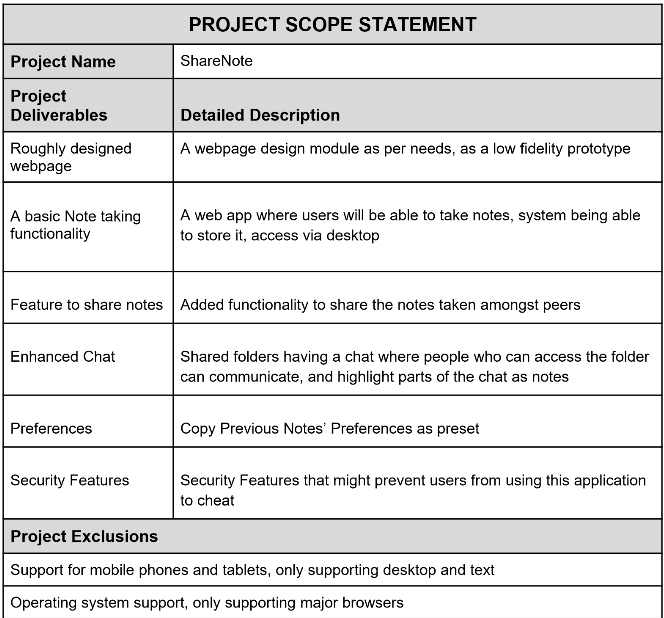 PROJECT SCOPE STATEMENT
Project Name
ShareNote
Project
Deliverables
Detailed Description
Roughly designed
webpage
A webpage design module as per needs, as a low fidelity prototype
A basic Note taking
functionality
A web app where users will be able to take notes, system being able
to store it, access via desktop
Feature to share notes
Added functionality to share the notes taken amongst peers
Enhanced Chat
Shared folders having a chat where people who can access the folder
can communicate, and highlight parts of the chat as notes
Preferences
Copy Previous Notes’ Preferences as preset
Security Features
Security Features that might prevent users from using this application
to cheat
Project Exclusions
Support for mobile phones and tablets, only supporting desktop and text
Operating system support, only supporting major browsers